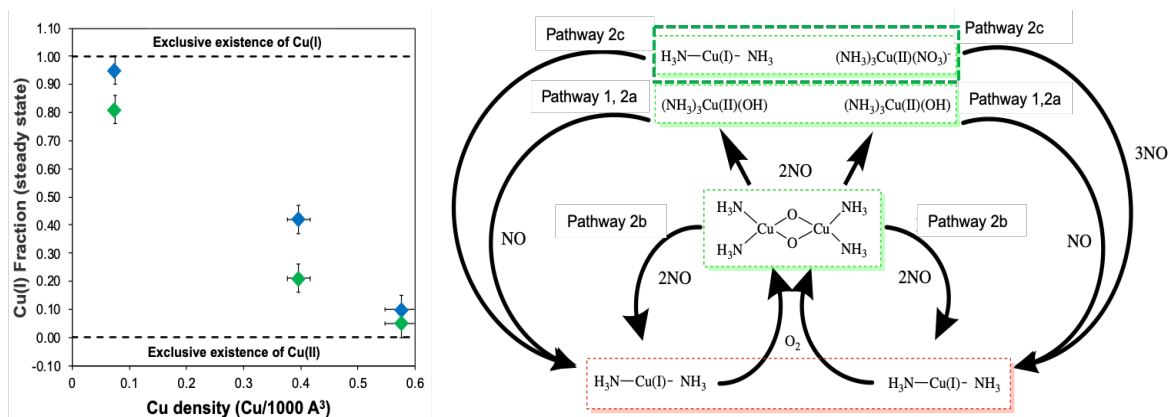 Exclusive existence of Cu(I)
Exclusive existence of Cu(II)
Cu(I) Fraction (steady state)
1.10
1.00
0.90
0.80
0.70
0.60
0.50
0.40
0.30
0.20
0.10
0.00
-0.10
0 0.1 0.2 0.3 0.4 0.5 0.6
Cu density (Cu/1000 A³)
Pathway 2c
H₃N—Cu(I)- NH₃ (NH₃)₃Cu(II)(NO₃)⁻
Pathway 2c
Pathway 1, 2a
(NH₃)₃Cu(II)(OH) (NH₃)₃Cu(II)(OH)
Pathway 1,2a
3NO
2NO
NO
Pathway 2b
H₃N O NH₃
Cu Cu
H₃N O NH₃
Pathway 2b
NO
2NO
2NO
O₂
H₃N—Cu(I)- NH₃ H₃N—Cu(I)- NH₃